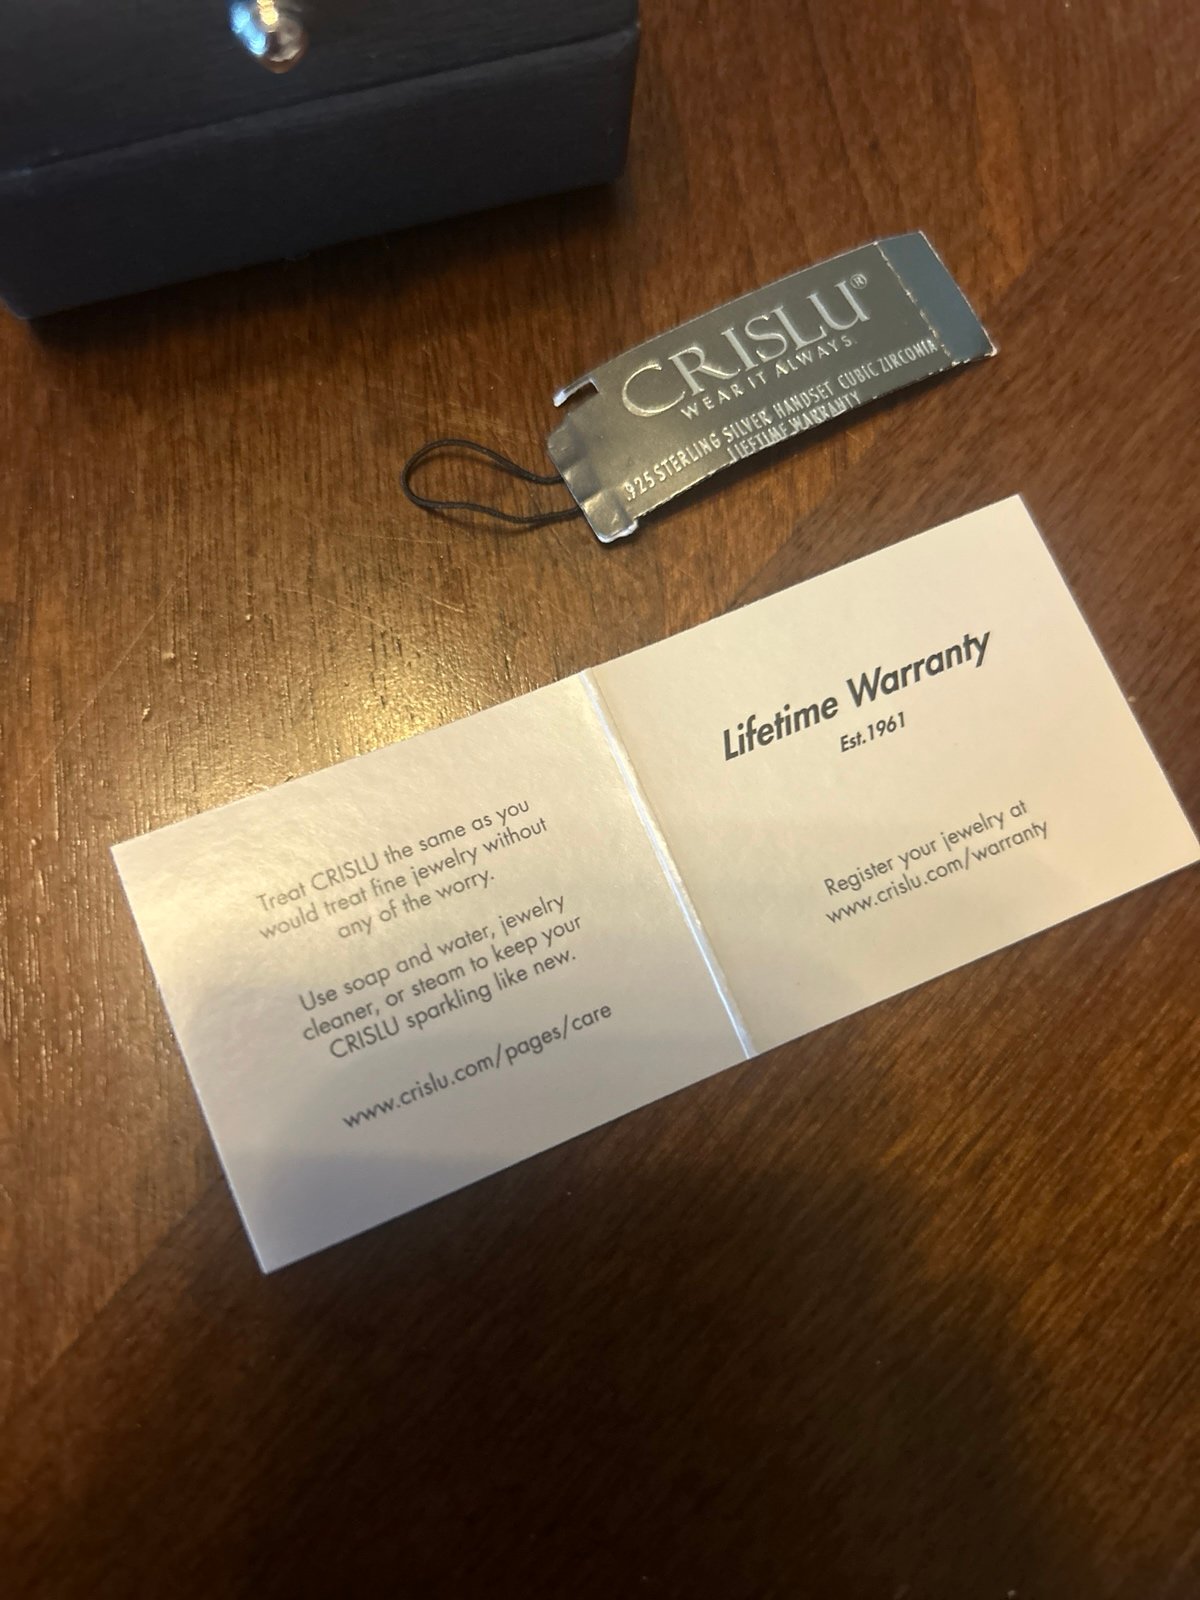 CRISLU®
WEAR IT ALWAYS.
.925 STERLING SILVER HANDSET CUBIC ZIRCONIA
LIFETIME WARRANTY
Treat CRISLU the same as you
would treat fine jewelry without
any of the worry.
Use soap and water, jewelry
cleaner, or steam to keep your
CRISLU sparkling like new.
www.crislu.com/pages/care
Lifetime Warranty
Est.1961
Register your jewelry at
www.crislu.com/warranty